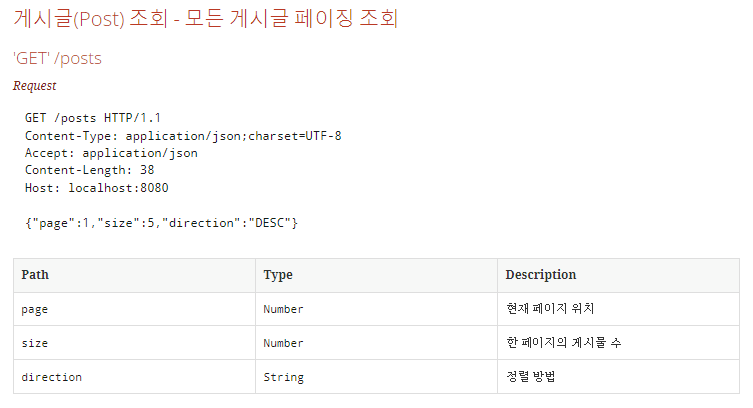 게시글(Post) 조회 - 모든 게시글 페이징 조회
'GET' /posts
Request
GET /posts HTTP/1.1
Content-Type: application/json;charset=UTF-8
Accept: application/json
Content-Length: 38
Host: localhost:8080
{"page":1,"size":5,"direction":"DESC"}
Path Type Description
page Number 현재 페이지 위치
size Number 한 페이지의 게시물 수
direction String 정렬 방법